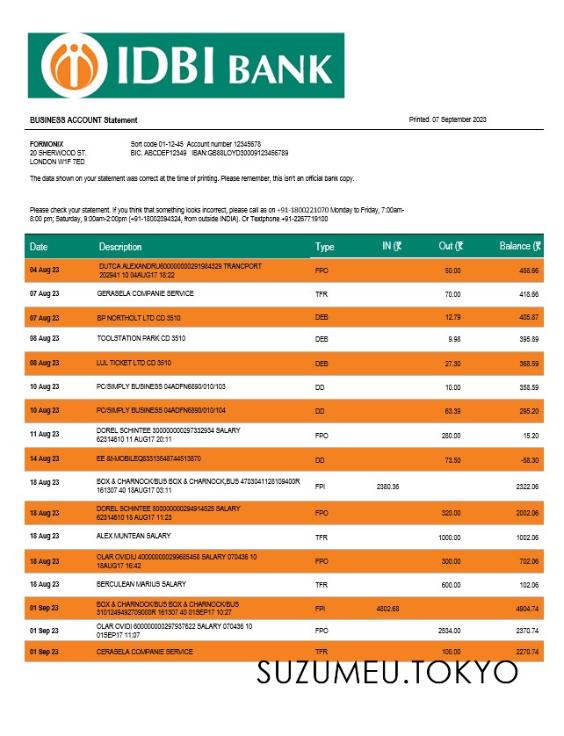 IDBI BANK
BUSINESS ACCOUNT Statement Printed: 07 September 2023
FORMONIX Sort code 01-12-45 Account number 12345678
20 SHERWOOD ST. BIC. ABCDEF12349 IBAN:GB88LOYD30009123456789
LONDON W1F 7ED
The data shown on your statement was correct at the time of printing. Please remember, this isn't an official bank copy.
Please check your statement. If you think that something looks incorrect, please call as on +91-1800221070 Monday to Friday, 7:00am-
8:00 pm; Saturday, 9:00am-2:00pm (+91-18002094324, from outside INDIA). Or Textphone +91-2267719100
Date Description Type IN (₹ Out (₹ Balance (₹
04 Aug 23 DUTCA ALEXANDRU600000000291984329 TRANCPORT FPO 50.00 488.66
202941 10 04AUG17 18:22
07 Aug 23 GERASELA COMPANIE SERVICE TFR 70.00 418.66
07 Aug 23 BP NORTHOLT LTD CD 3510 DEB 12.79 405.87
08 Aug 23 TOOLSTATION PARK CD 3510 DEB 9.98 395.89
08 Aug 23 LUL TICKET LTD CD 3510 DEB 27.30 368.59
10 Aug 23 PC/SIMPLY BUSINESS 04ADFN6890/010/103 DD 10.00 358.59
10 Aug 23 PC/SIMPLY BUSINESS 04ADFN6890/010/104 DD 63.39 295.20
11 Aug 23 DOREL SCHINTEE 300000000297332934 SALARY FPO 280.00 15.20
62314610 11 AUG17 20:11
14 Aug 23 EE &I-MOBILEQ63313548744513870 DD 73.50 -58.30
18 Aug 23 BOX & CHARNOCK/BUS BOX & CHARNOCK,BUS 4703041128109400R FPI 2380.36 2322.06
161307 40 18AUG17 03:11
18 Aug 23 DOREL SCHINTEE 500000000294914525 SALARY FPO 320.00 2002.06
62314610 18 AUG17 11:23
18 Aug 23 ALEX MUNTEAN SALARY TFR 1000.00 1002.06
18 Aug 23 OLAR OVIDIU 400000000299685458 SALARY 070436 10 FPO 300.00 702.06
18AUG17 16:42
18 Aug 23 BERCULEAN MARIUS SALARY TFR 600.00 102.06
01 Sep 23 BOX & CHARNOCK/BUS BOX & CHARNOCK/BUS FPI 4802.68 4904.74
3101249492709000R 161307 40 01SEP17 10:27
01 Sep 23 OLAR OVIDI 600000000297937822 SALARY 070436 10 FPO 2534.00 2370.74
01SEP17 11:07
01 Sep 23 CERASELA COMPANIE SERVICE TFR 100.00 2270.74
SUZUMEU.TOKYO